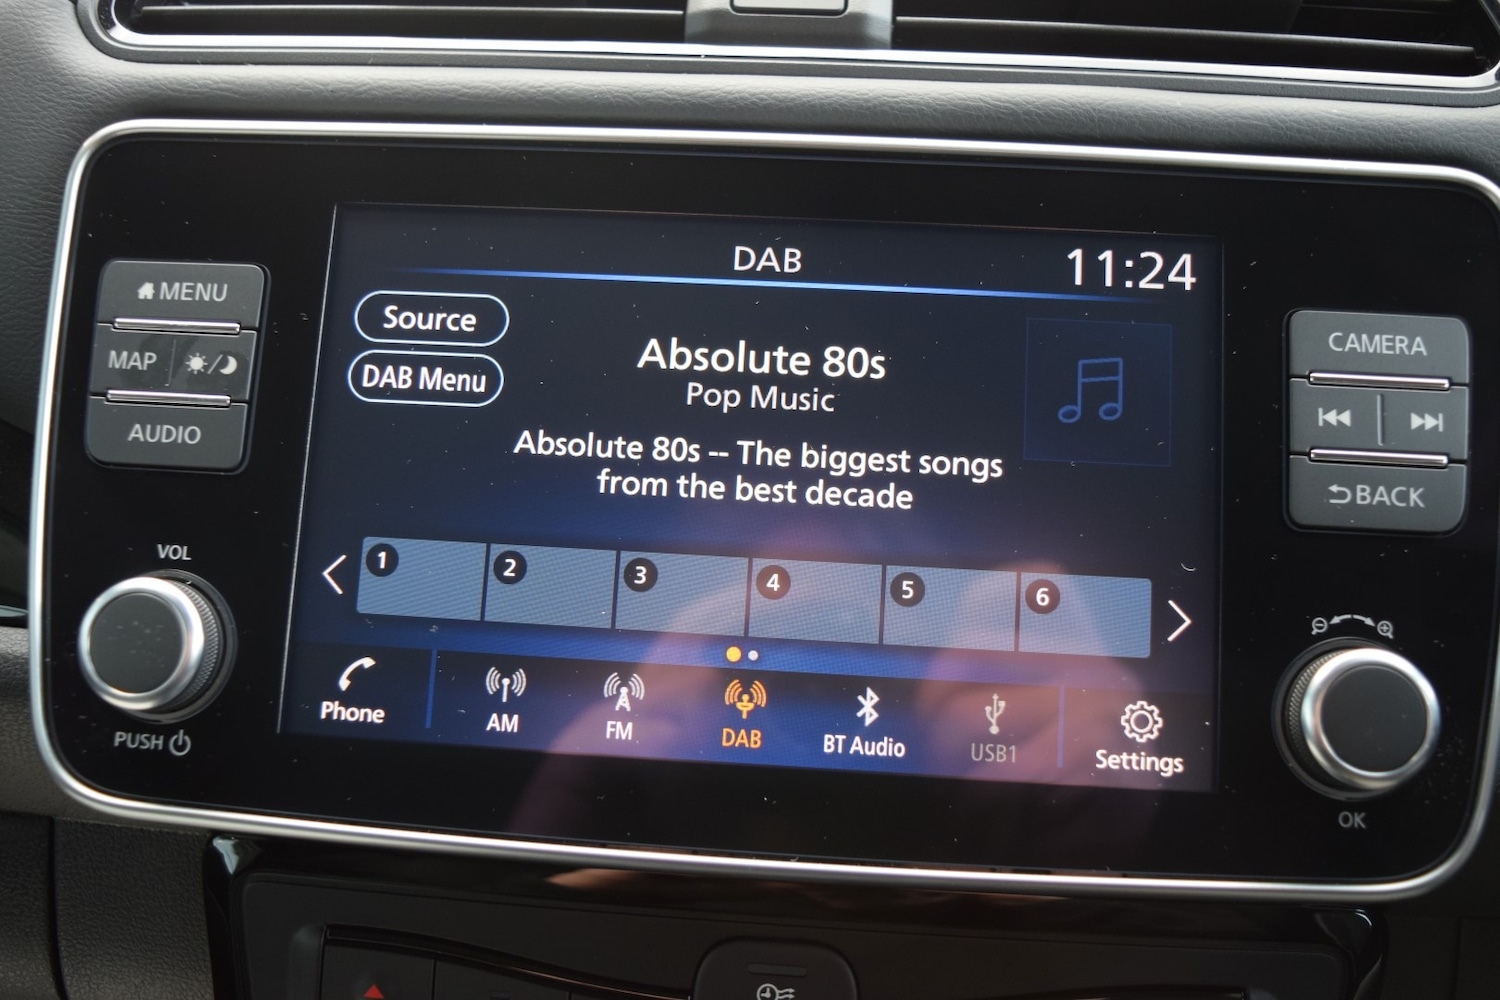 DAB
11:24
MENU
MAP
AUDIO
Source
DAB Menu
Absolute 80s
Pop Music
Absolute 80s -- The biggest songs
from the best decade
CAMERA
BACK
1 2 3 4 5 6
VOL
PUSH
Phone
AM
FM
DAB
BT Audio
USB1
Settings
OK